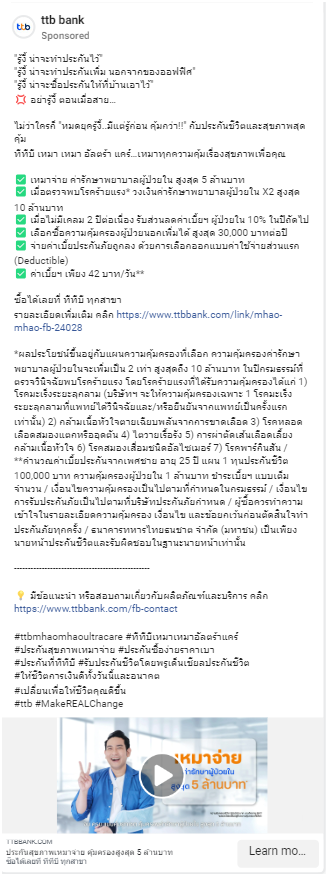 ttb bank
Sponsored
"รู้งี้ น่าจะทำประกันไว้"
"รู้งี้ น่าจะทำประกันเพิ่ม นอกจากของออฟฟิศ"
"รู้งี้ น่าจะซื้อประกันให้ที่บ้านเอาไว้"
💢 อย่ารู้งี้ ตอนเมื่อสาย...
ไม่ว่าใครก็ "หมดยุครู้งี้..มีแต่รู้ก่อน คุ้มกว่า!!" กับประกันชีวิตและสุขภาพสุด
คุ้ม
ทีทีบี เหมา เหมา อัลตร้า แคร์...เหมาทุกความคุ้มเรื่องสุขภาพเพื่อคุณ
✅ เหมาจ่าย ค่ารักษาพยาบาลผู้ป่วยใน สูงสุด 5 ล้านบาท
✅ เมื่อตรวจพบโรคร้ายแรง* วงเงินค่ารักษาพยาบาลผู้ป่วยใน X2 สูงสุด
10 ล้านบาท
✅ เมื่อไม่มีเคลม 2 ปีต่อเนื่อง รับส่วนลดค่าเบี้ยฯ ผู้ป่วยใน 10% ในปีถัดไป
✅ เลือกซื้อความคุ้มครองผู้ป่วยนอกเพิ่มได้ สูงสุด 30,000 บาทต่อปี
✅ จ่ายค่าเบี้ยประกันภัยถูกลง ด้วยการเลือกออกแบบค่าใช้จ่ายส่วนแรก
(Deductible)
✅ ค่าเบี้ยฯ เพียง 42 บาท/วัน**
ซื้อได้เลยที่ ทีทีบี ทุกสาขา
รายละเอียดเพิ่มเติม คลิก https://www.ttbbank.com/link/mhao-
mhao-fb-24028
*ผลประโยชน์ขึ้นอยู่กับแผนความคุ้มครองที่เลือก ความคุ้มครองค่ารักษา
พยาบาลผู้ป่วยในจะเพิ่มเป็น 2 เท่า สูงสุดถึง 10 ล้านบาท ในปีกรมธรรม์ที่
ตรวจวินิจฉัยพบโรคร้ายแรง โดยโรคร้ายแรงที่ได้รับความคุ้มครองได้แก่ 1)
โรคมะเร็งระยะลุกลาม (บริษัทฯ จะให้ความคุ้มครองเฉพาะ 1 โรคมะเร็ง
ระยะลุกลามที่แพทย์ได้วินิจฉัยและ/หรือยืนยันจากแพทย์เป็นครั้งแรก
เท่านั้น) 2) กล้ามเนื้อหัวใจตายเฉียบพลันจากการขาดเลือด 3) โรคหลอด
เลือดสมองแตกหรืออุดตัน 4) ไตวายเรื้อรัง 5) การผ่าตัดเส้นเลือดเลี้ยง
กล้ามเนื้อหัวใจ 6) โรคสมองเสื่อมชนิดอัลไซเมอร์ 7) โรคพาร์กินสัน /
**คำนวณค่าเบี้ยประกันจากเพศชาย อายุ 25 ปี แผน 1 ทุนประกันชีวิต
100,000 บาท ความคุ้มครองผู้ป่วยใน 1 ล้านบาท ชำระเบี้ยฯ แบบเต็ม
จำนวน / เงื่อนไขความคุ้มครองเป็นไปตามที่กำหนดในกรมธรรม์ / เงื่อนไข
การรับประกันภัยเป็นไปตามที่บริษัทประกันภัยกำหนด / ผู้ซื้อควรทำความ
เข้าใจในรายละเอียดความคุ้มครอง เงื่อนไข และข้อยกเว้นก่อนตัดสินใจทำ
ประกันภัยทุกครั้ง / ธนาคารทหารไทยธนชาต จำกัด (มหาชน) เป็นเพียง
นายหน้าประกันชีวิตและรับผิดชอบในฐานะนายหน้าเท่านั้น
------------------------------------------------
💡 มีข้อแนะนำ หรือสอบถามเกี่ยวกับผลิตภัณฑ์และบริการ คลิก
https://www.ttbbank.com/fb-contact
#ttbmhaomhaoultracare #ทีทีบีเหมาเหมาอัลตร้าแคร์
#ประกันสุขภาพเหมาจ่าย #ประกันซื้อง่ายราคาเบา
#ประกันที่ทีทีบี #รับประกันชีวิตโดยพรูเด็นเชียลประกันชีวิต
#ให้ชีวิตการเงินดีทั้งวันนี้และอนาคต
#เปลี่ยนเพื่อให้ชีวิตคุณดีขึ้น
#ttb #MakeREALChange
เหมาจ่าย
ค่ารักษาผู้ป่วยใน
สูงสุด 5 ล้านบาท
TTBBANK.COM
ประกันสุขภาพเหมาจ่าย คุ้มครองสูงสุด 5 ล้านบาท
ซื้อได้เลยที่ ทีทีบี ทุกสาขา
Learn mo...